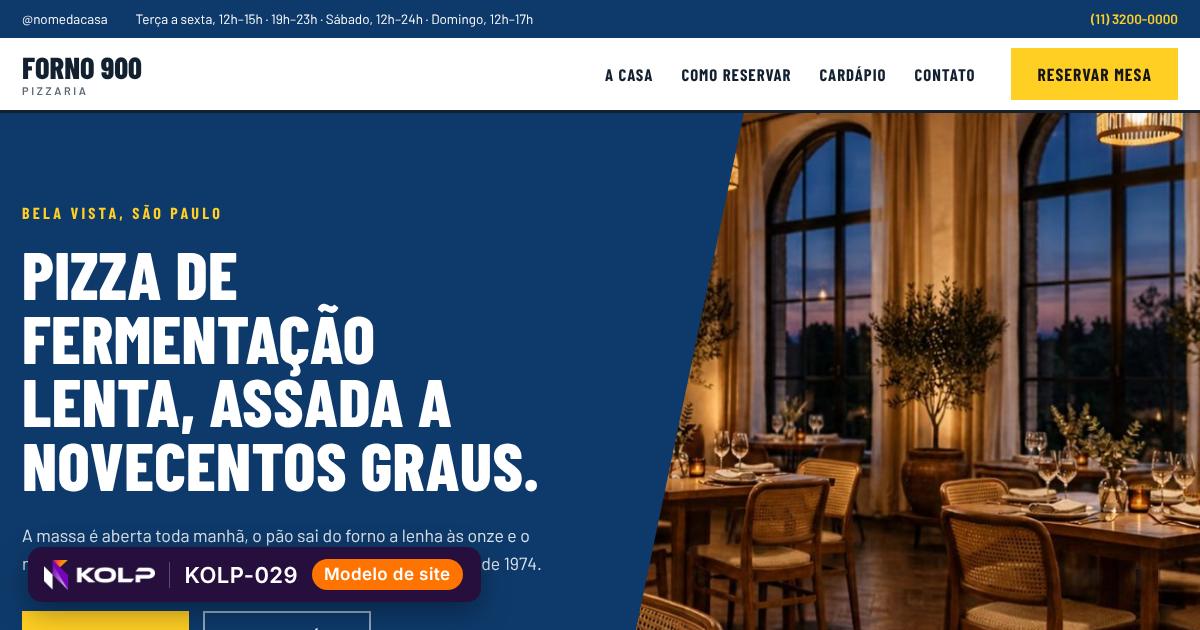 @nomedacasa
Terça a sexta, 12h–15h · 19h–23h · Sábado, 12h–24h · Domingo, 12h–17h
(11) 3200-0000
FORNO 900
PIZZARIA
A CASA
COMO RESERVAR
CARDÁPIO
CONTATO
RESERVAR MESA
BELA VISTA, SÃO PAULO
PIZZA DE
FERMENTAÇÃO
LENTA, ASSADA A
NOVECENTOS GRAUS.
A massa é aberta toda manhã, o pão sai do forno a lenha às onze e o
de 1974.
KOLP
KOLP-029
Modelo de site